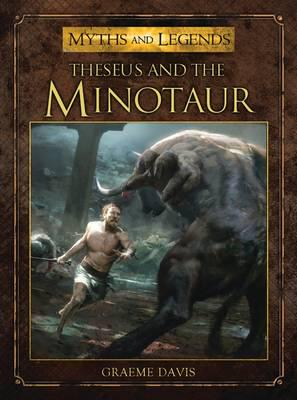 MYTHS AND LEGENDS
THESEUS AND THE
MINOTAUR
GRAEME DAVIS